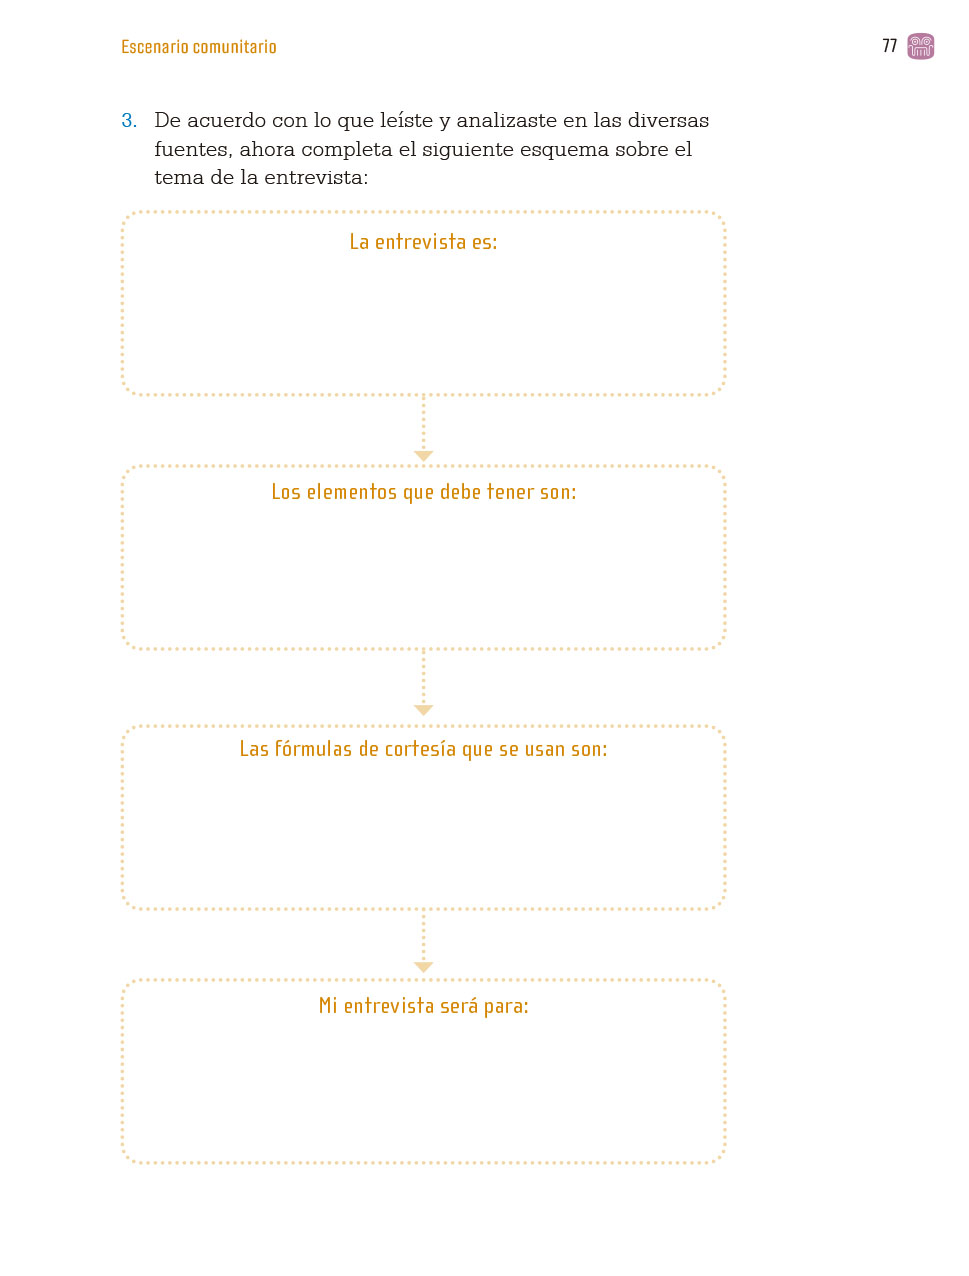 Escenario comunitario
77
3. De acuerdo con lo que leíste y analizaste en las diversas
fuentes, ahora completa el siguiente esquema sobre el
tema de la entrevista:
La entrevista es:
Los elementos que debe tener son:
Las fórmulas de cortesía que se usan son:
Mi entrevista será para: